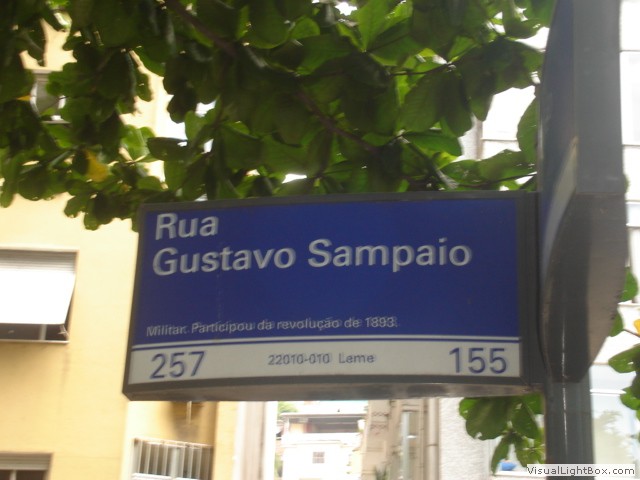 Rua
Gustavo Sampaio
Militar. Participou da revolução de 1893.
257 22010-010 Leme 155
VisualLightBox.com